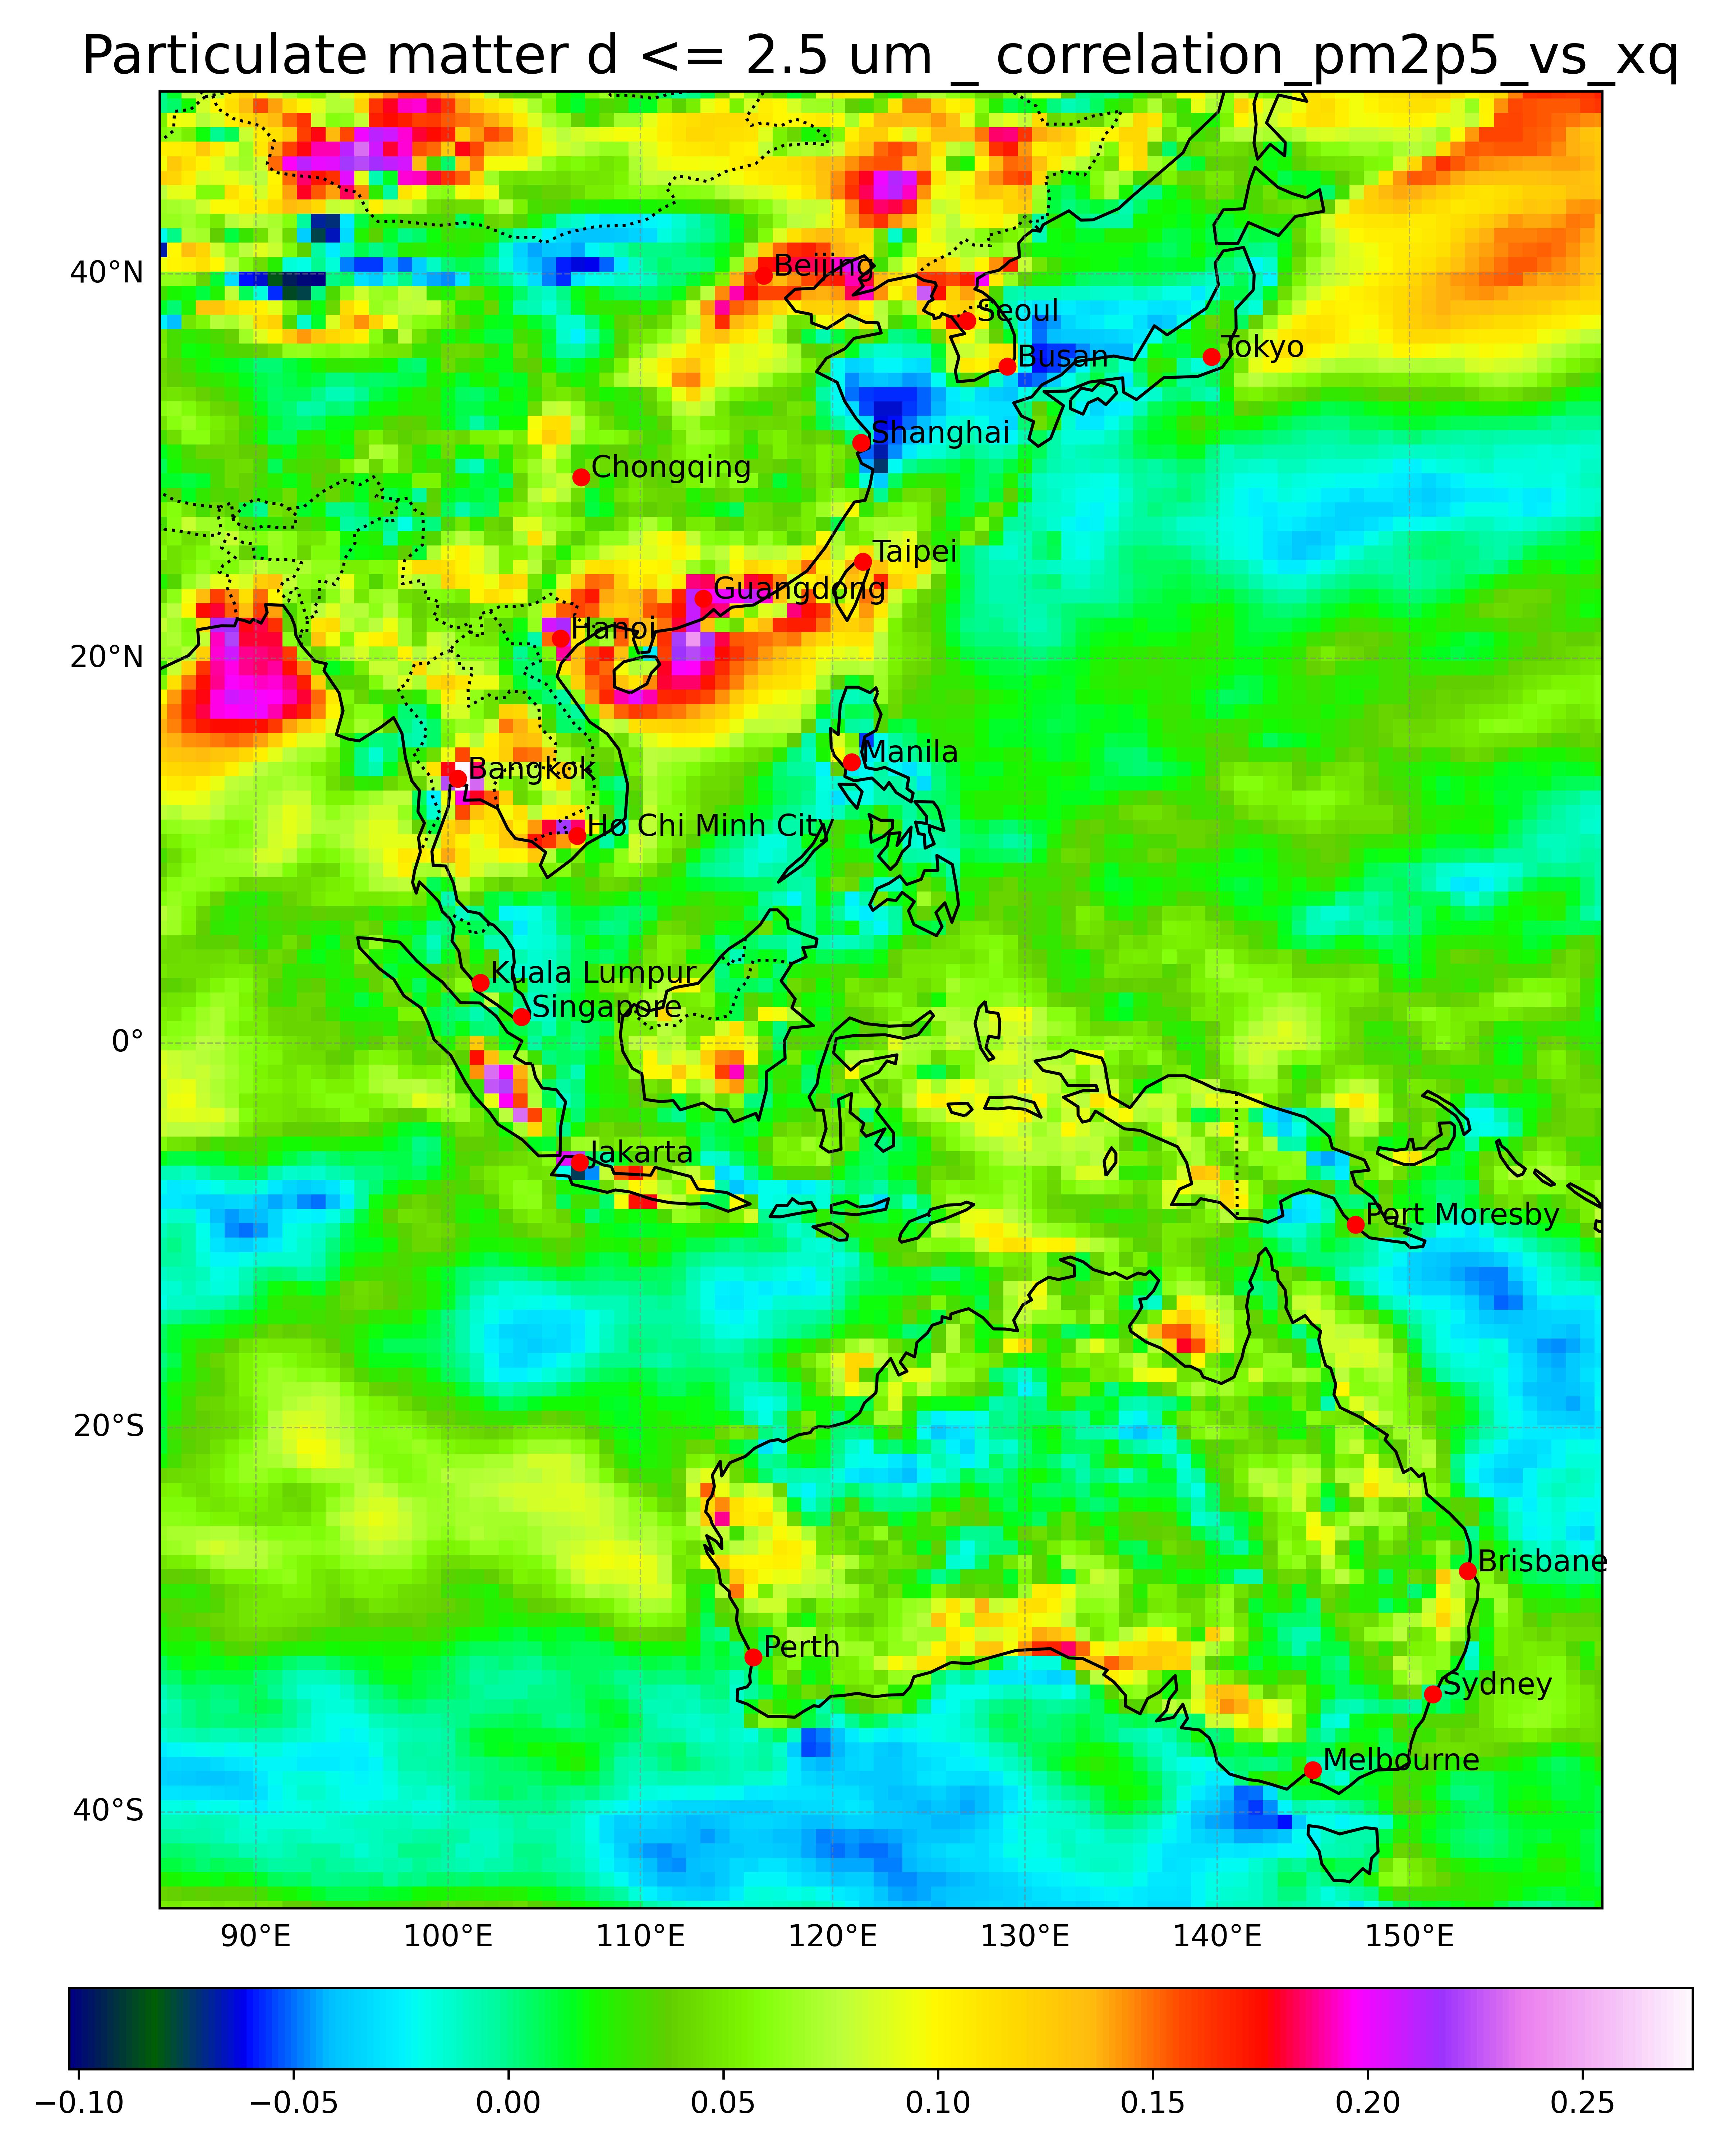 Particulate matter d <= 2.5 um _ correlation_pm2p5_vs_xq
40°N
20°N
0°
20°S
40°S
Beijing
Seoul
Busan
Tokyo
Shanghai
Chongqing
Taipei
Guangdong
Hanoi
Manila
Bangkok
Ho Chi Minh City
Kuala Lumpur
Singapore
Jakarta
Port Moresby
Brisbane
Perth
Sydney
Melbourne
90°E 100°E 110°E 120°E 130°E 140°E 150°E
−0.10 −0.05 0.00 0.05 0.10 0.15 0.20 0.25